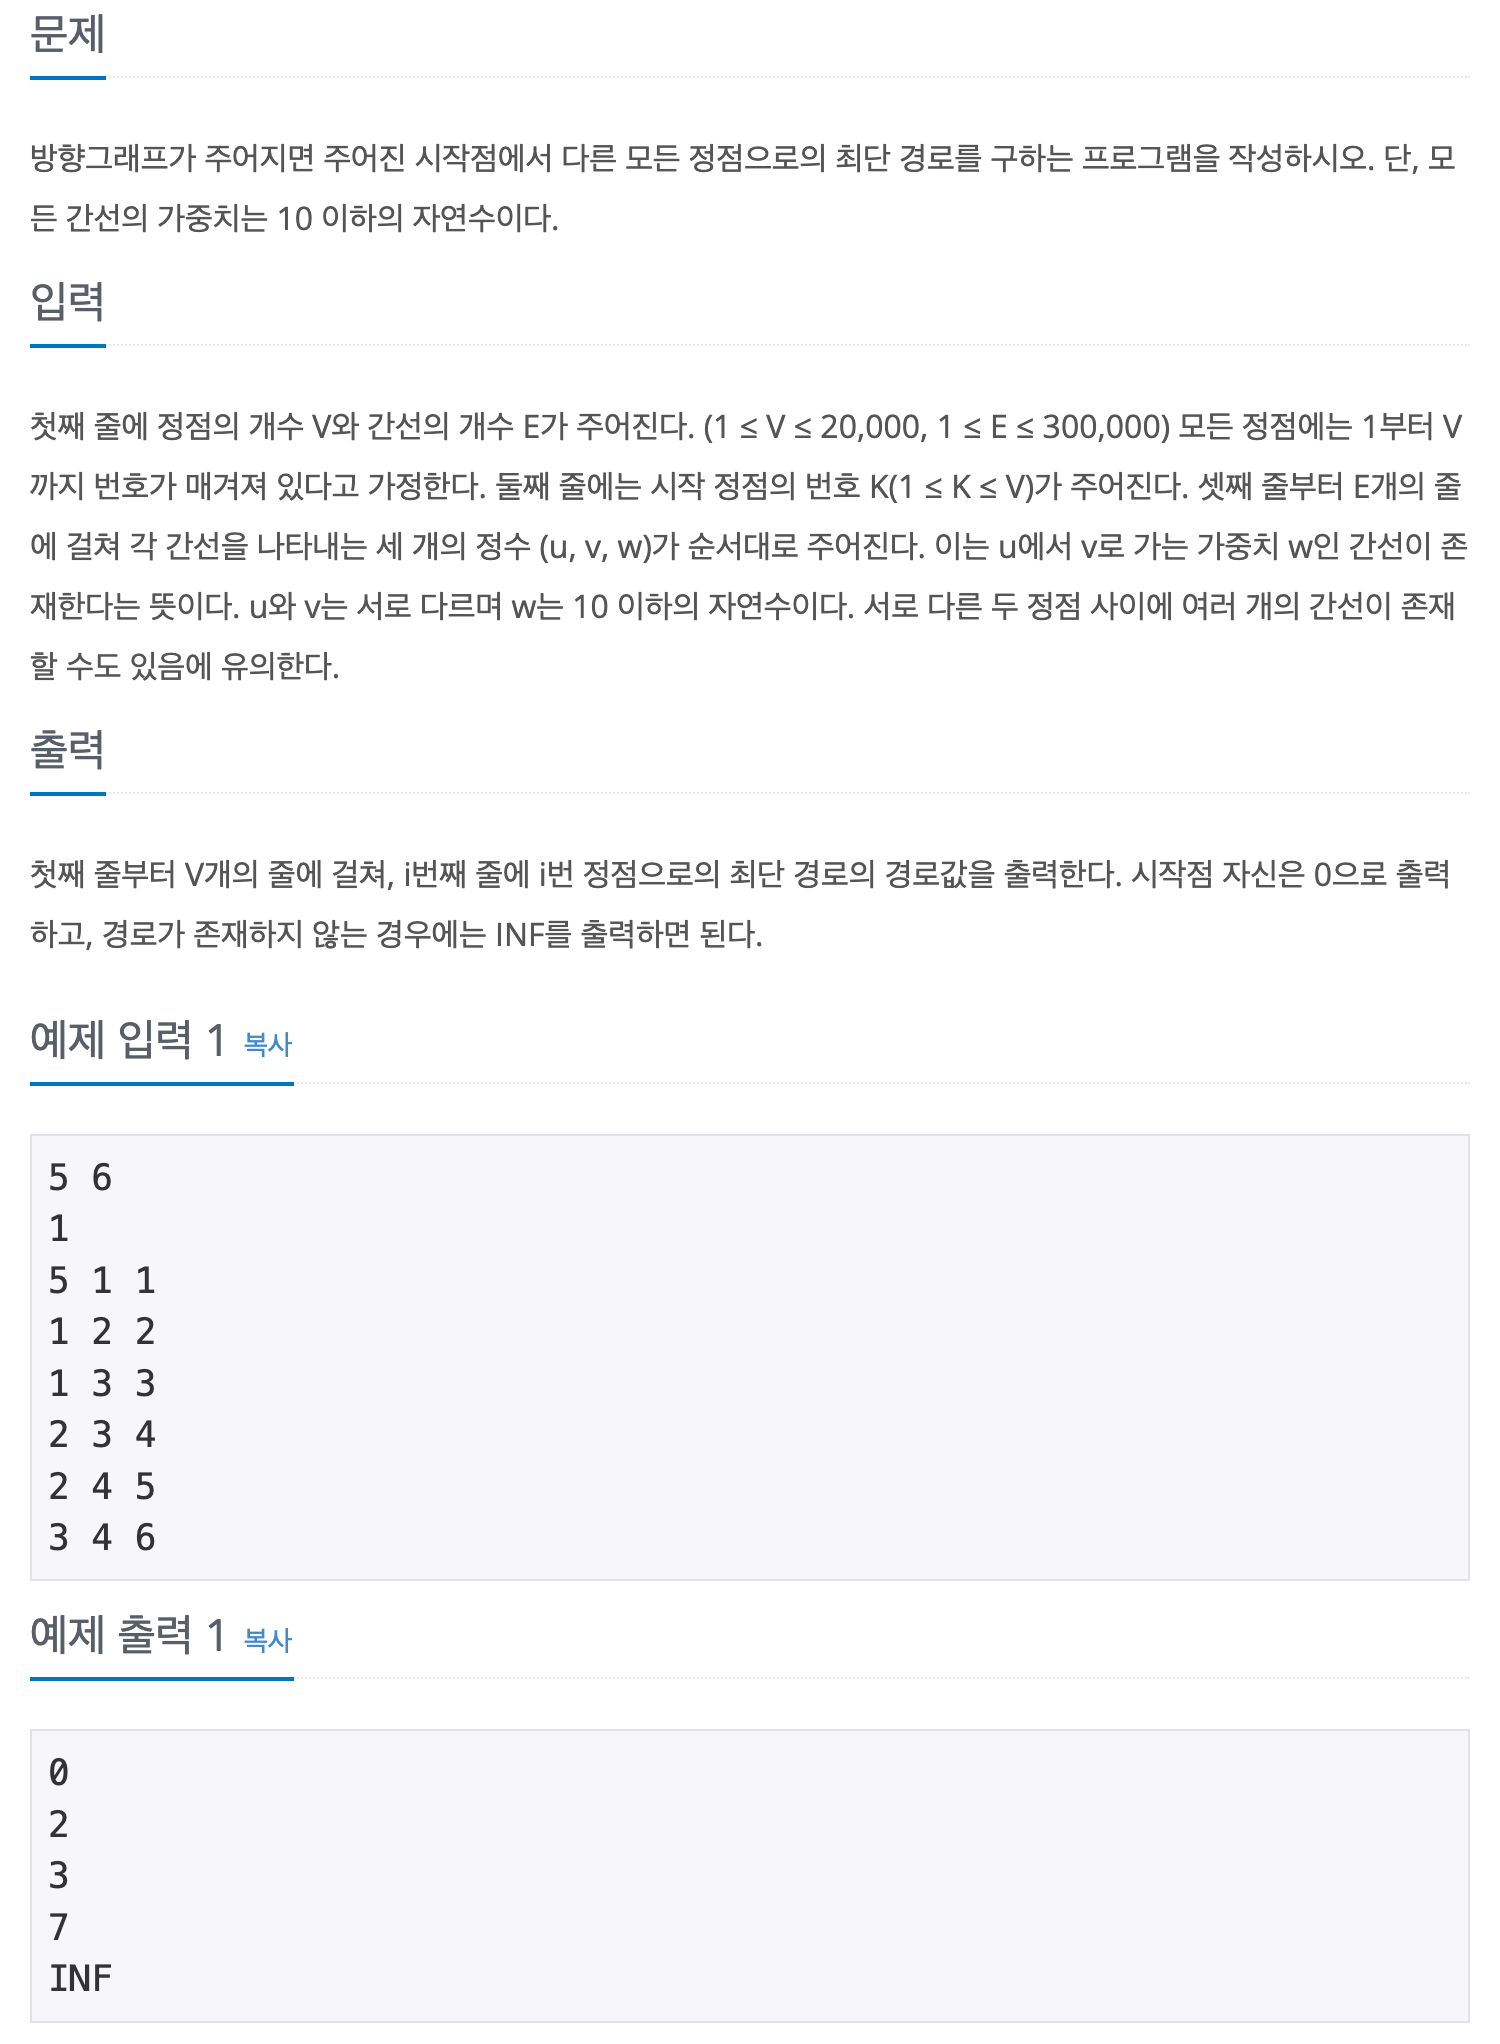 문제
방향그래프가 주어지면 주어진 시작점에서 다른 모든 정점으로의 최단 경로를 구하는 프로그램을 작성하시오. 단, 모
든 간선의 가중치는 10 이하의 자연수이다.
입력
첫째 줄에 정점의 개수 V와 간선의 개수 E가 주어진다. (1 ≤ V ≤ 20,000, 1 ≤ E ≤ 300,000) 모든 정점에는 1부터 V
까지 번호가 매겨져 있다고 가정한다. 둘째 줄에는 시작 정점의 번호 K(1 ≤ K ≤ V)가 주어진다. 셋째 줄부터 E개의 줄
에 걸쳐 각 간선을 나타내는 세 개의 정수 (u, v, w)가 순서대로 주어진다. 이는 u에서 v로 가는 가중치 w인 간선이 존
재한다는 뜻이다. u와 v는 서로 다르며 w는 10 이하의 자연수이다. 서로 다른 두 정점 사이에 여러 개의 간선이 존재
할 수도 있음에 유의한다.
출력
첫째 줄부터 V개의 줄에 걸쳐, i번째 줄에 i번 정점으로의 최단 경로의 경로값을 출력한다. 시작점 자신은 0으로 출력
하고, 경로가 존재하지 않는 경우에는 INF를 출력하면 된다.
예제 입력 1 복사
5 6
1
5 1 1
1 2 2
1 3 3
2 3 4
2 4 5
3 4 6
예제 출력 1 복사
0
2
3
7
INF